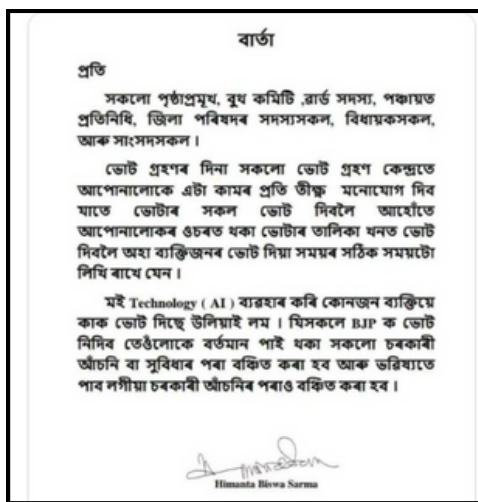 বাৰ্তা
প্ৰতি
সকলো পৃষ্ঠাপ্ৰমূখ, বুথ কমিটি ,ৱাৰ্ড সদস্য, পঞ্চায়ত
প্ৰতিনিধি, জিলা পৰিষদৰ সদস্যসকল, বিধায়কসকল,
আৰু সাংসদসকল ।
ভোট গ্ৰহণৰ দিনা সকলো ভোট গ্ৰহণ কেন্দ্ৰতে
আপোনালোকে এটা কামৰ প্ৰতি তীক্ষ্ণ মনোযোগ দিব
যাতে ভোটাৰ সকল ভোট দিবলৈ আহোঁতে
আপোনালোকৰ ওচৰত থকা ভোটাৰ তালিকা খনত ভোট
দিবলৈ অহা ব্যক্তিজনৰ ভোট দিয়া সময়ৰ সঠিক সময়টো
লিখি ৰাখে যেন ।
মই Technology ( AI ) ব্যৱহাৰ কৰি কোনজন ব্যক্তিয়ে
কাক ভোট দিছে উলিয়াই লম । যিসকলে BJP ক ভোট
নিদিব তেওঁলোকে বৰ্তমান পাই থকা সকলো চৰকাৰী
আঁচনি বা সুবিধাৰ পৰা বঞ্চিত কৰা হব আৰু ভৱিষ্যতে
পাব লগীয়া চৰকাৰী আঁচনিৰ পৰাও বঞ্চিত কৰা হব ।
Himanta Biswa Sarma